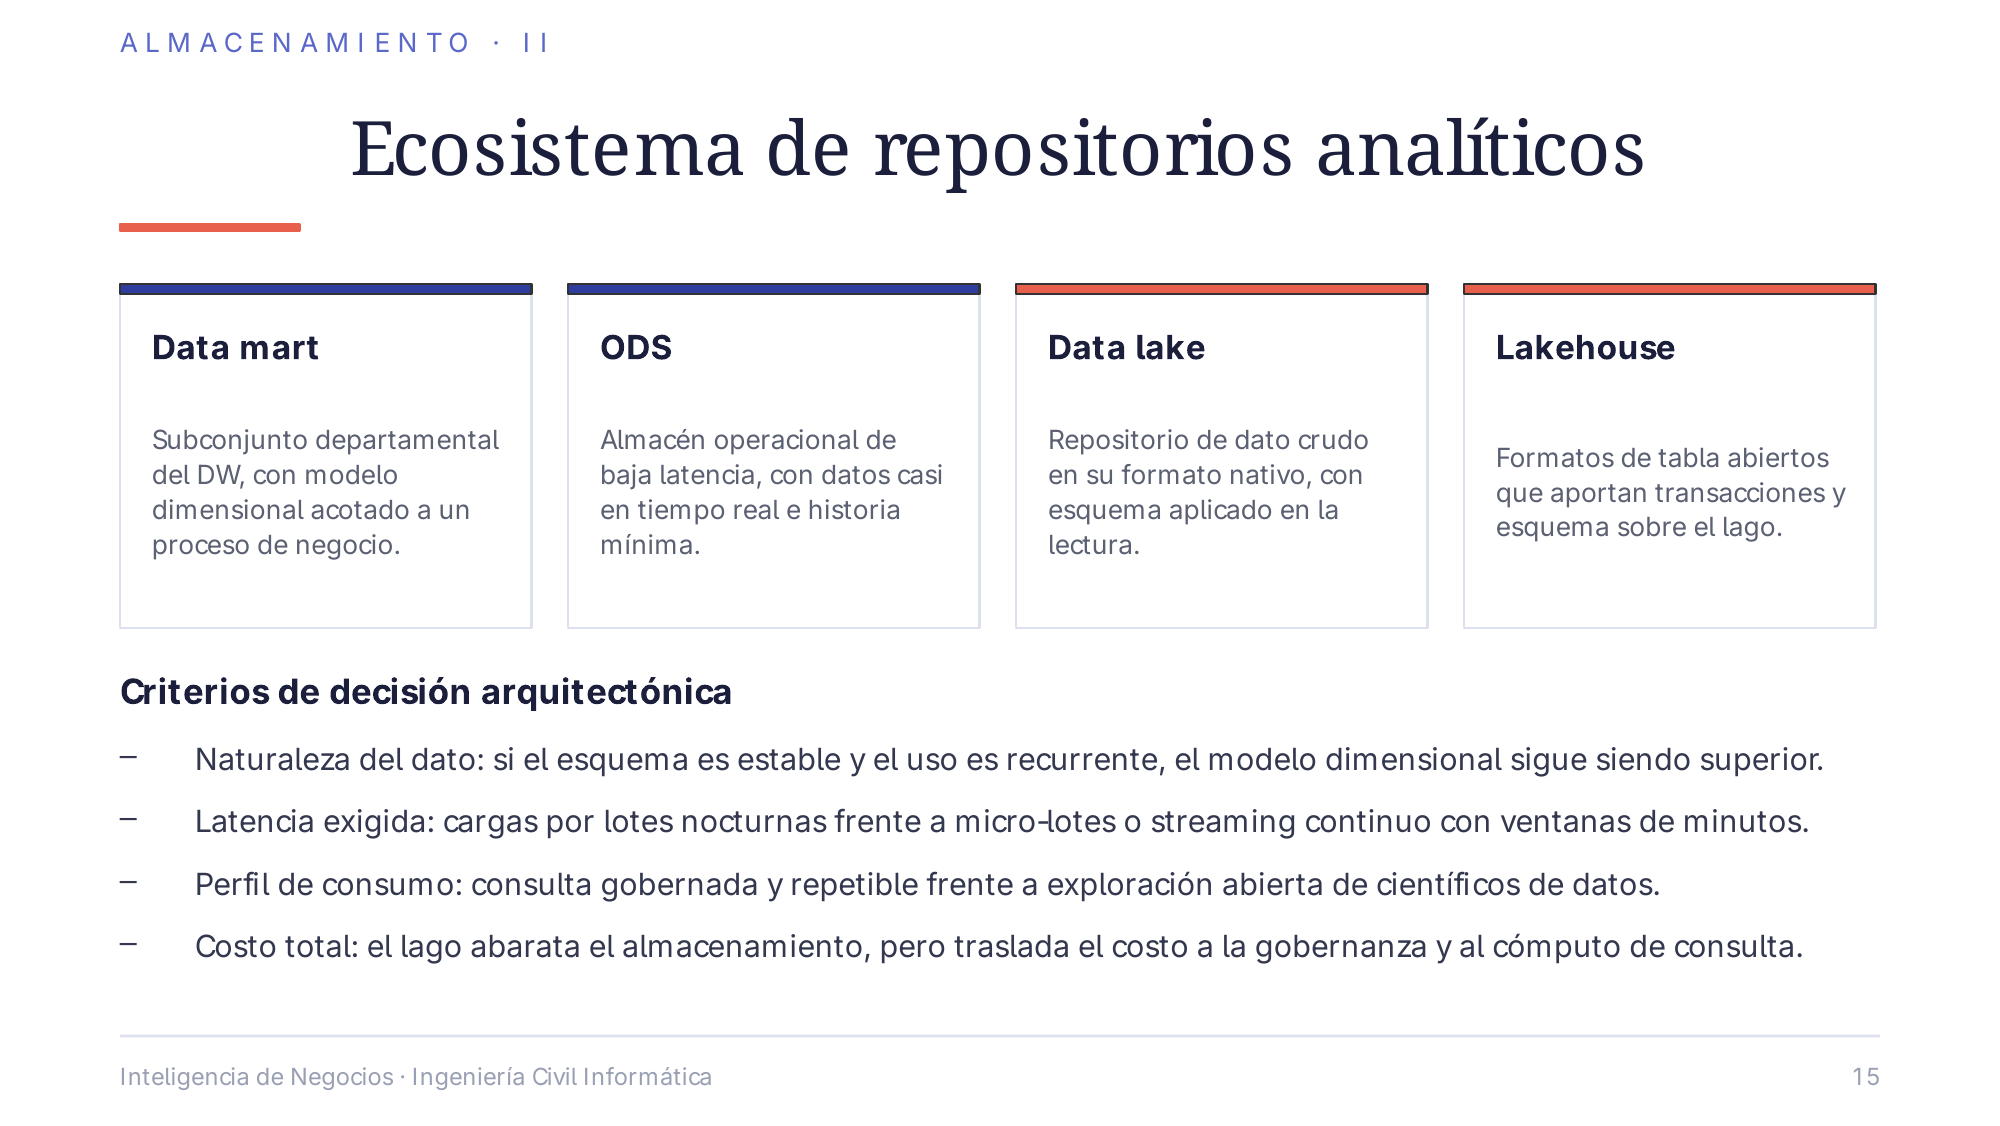 ALMACENAMIENTO · II
Ecosistema de repositorios analíticos
Data mart
Subconjunto departamental
del DW, con modelo
dimensional acotado a un
proceso de negocio.
ODS
Almacén operacional de
baja latencia, con datos casi
en tiempo real e historia
mínima.
Data lake
Repositorio de dato crudo
en su formato nativo, con
esquema aplicado en la
lectura.
Lakehouse
Formatos de tabla abiertos
que aportan transacciones y
esquema sobre el lago.
Criterios de decisión arquitectónica
– Naturaleza del dato: si el esquema es estable y el uso es recurrente, el modelo dimensional sigue siendo superior.
– Latencia exigida: cargas por lotes nocturnas frente a micro-lotes o streaming continuo con ventanas de minutos.
– Perfil de consumo: consulta gobernada y repetible frente a exploración abierta de científicos de datos.
– Costo total: el lago abarata el almacenamiento, pero traslada el costo a la gobernanza y al cómputo de consulta.
Inteligencia de Negocios · Ingeniería Civil Informática
15